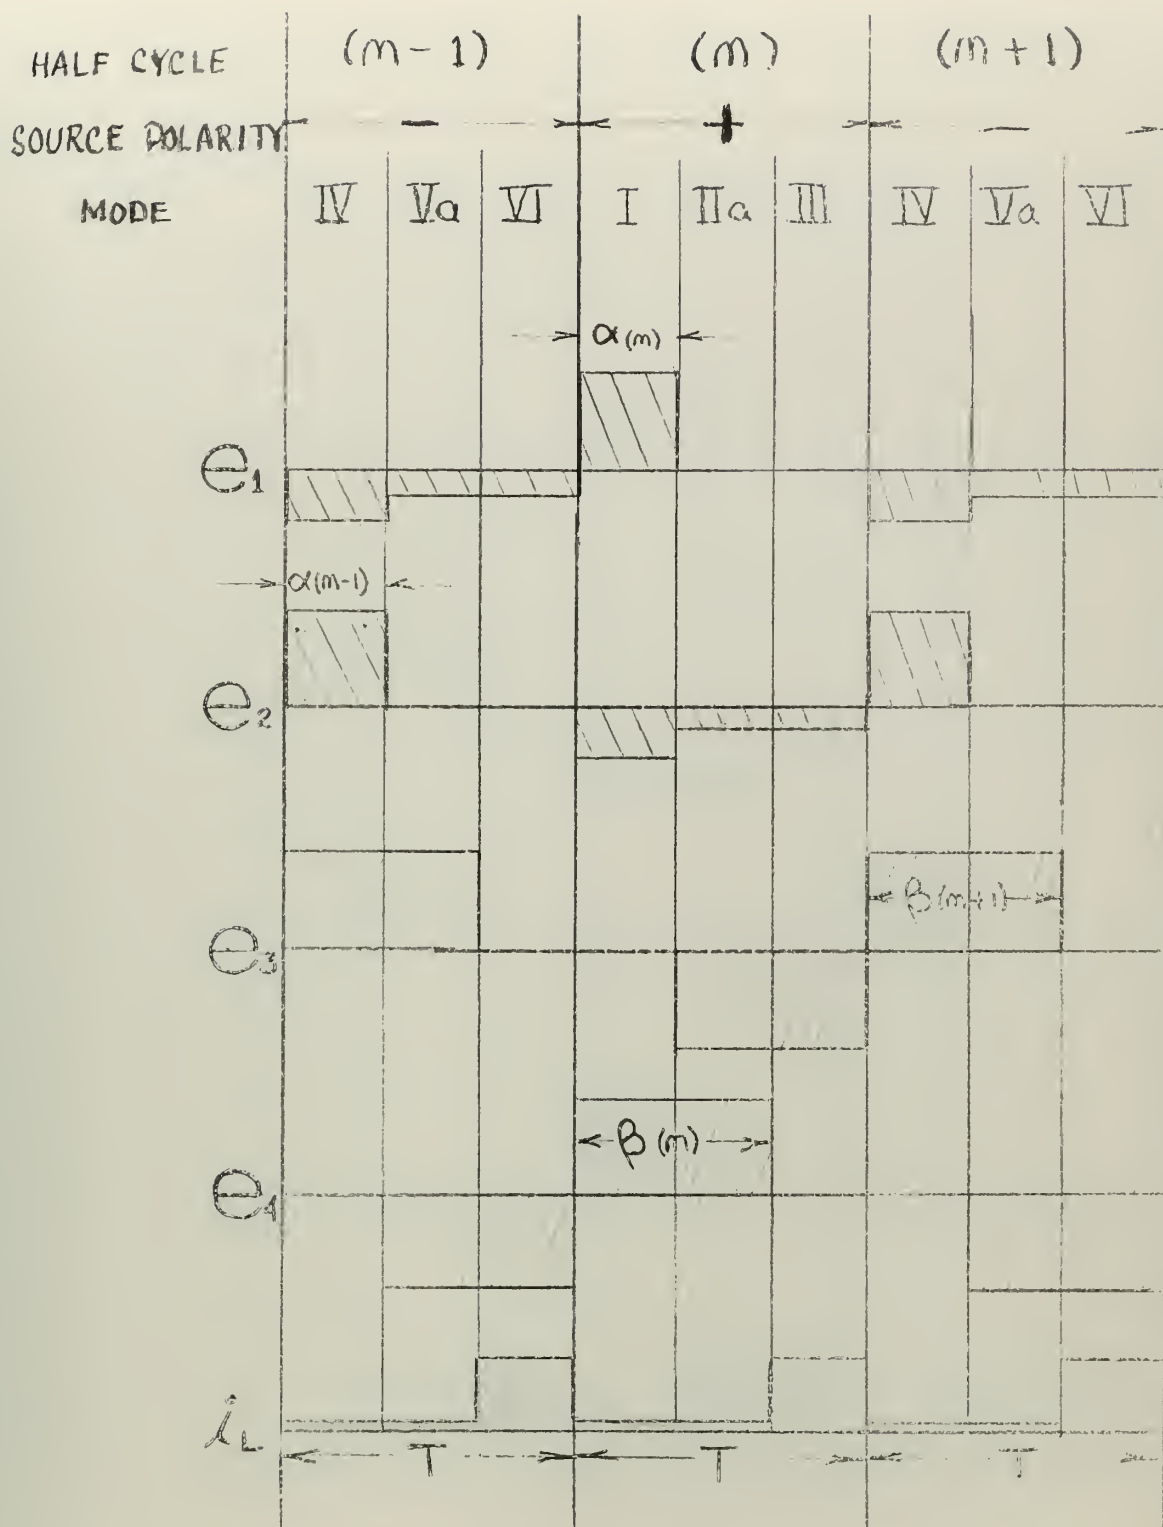 HALF CYCLE (m-1) (m) (m+1)
SOURCE POLARITY - + -
MODE IV Va VI I IIa III IV Va VI
α(m)
e1
α(m-1)
e2
β(m+1)
e3
β(m)
e4
iL
T T T